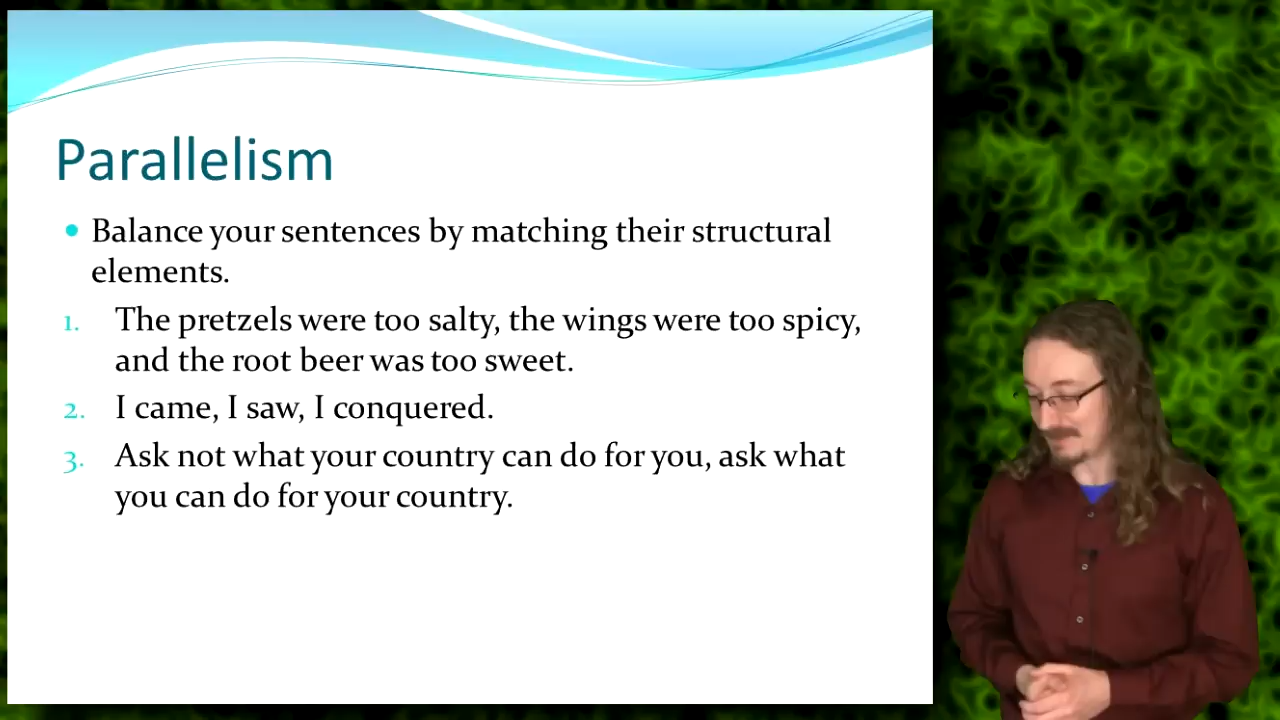 Parallelism
• Balance your sentences by matching their structural
elements.
1. The pretzels were too salty, the wings were too spicy,
and the root beer was too sweet.
2. I came, I saw, I conquered.
3. Ask not what your country can do for you, ask what
you can do for your country.